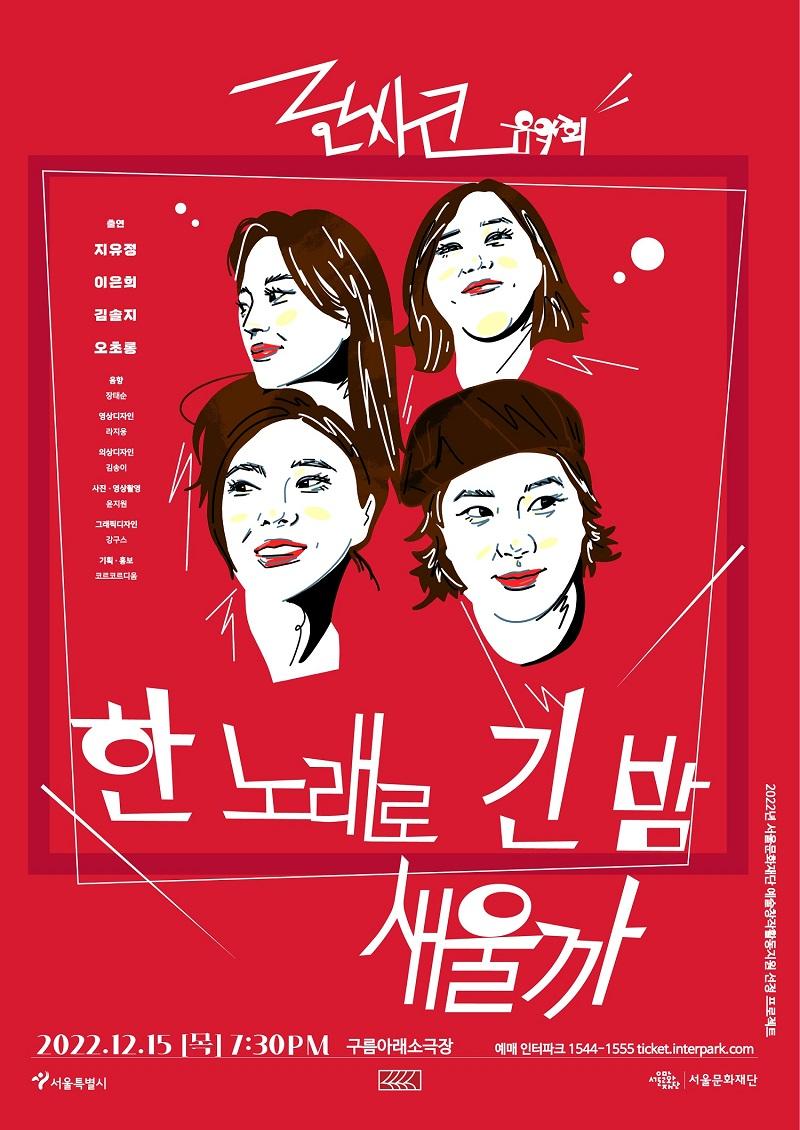 음악회
출연
지유정
이은희
김솔지
오초롱
음향
장태순
영상디자인
라지웅
의상디자인
김송이
사진 · 영상촬영
윤지원
그래픽디자인
강구스
기획 · 홍보
코르코르디움
한 노래로 긴 밤
새울까
2022년 서울문화재단 예술창작활동지원 선정 프로젝트
2022.12.15 [목] 7:30PM 구름아래소극장
예매 인터파크 1544-1555 ticket.interpark.com
서울특별시
서울문화재단